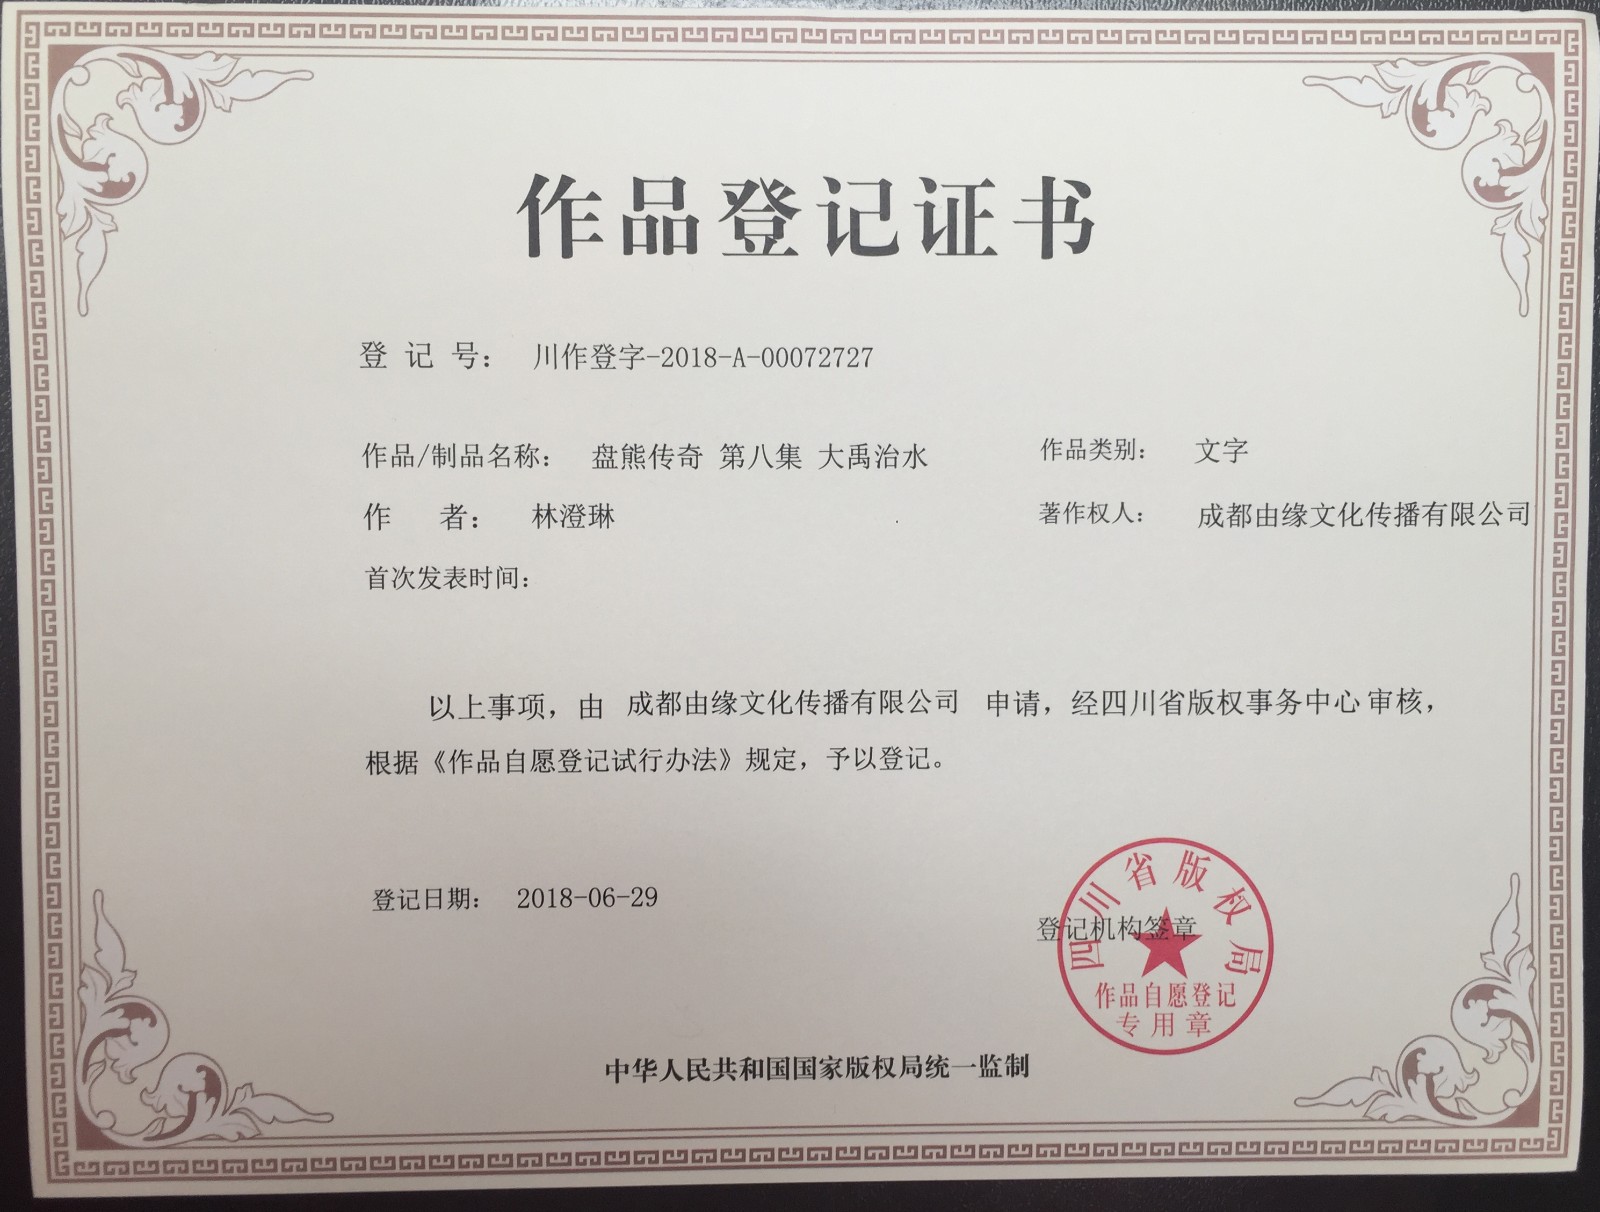 作品登记证书
登 记 号： 川作登字-2018-A-00072727
作品/制品名称： 盘熊传奇 第八集 大禹治水 作品类别： 文字
作 者： 林澄琳 著作权人： 成都由缘文化传播有限公司
首次发表时间：
以上事项，由 成都由缘文化传播有限公司 申请，经四川省版权事务中心审核，
根据《作品自愿登记试行办法》规定，予以登记。
登记日期： 2018-06-29
登记机构签章
四川省版权局
作品自愿登记
专用章
中华人民共和国国家版权局统一监制